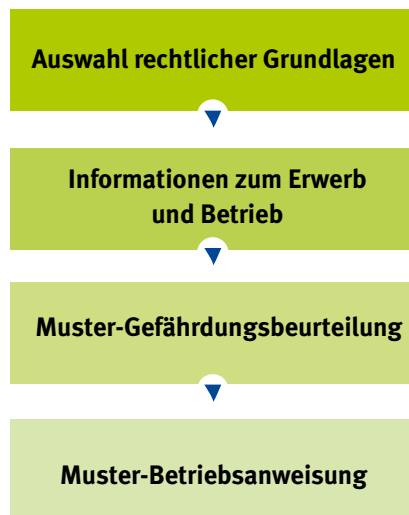 Auswahl rechtlicher Grundlagen
Informationen zum Erwerb
und Betrieb
Muster-Gefährdungsbeurteilung
Muster-Betriebsanweisung